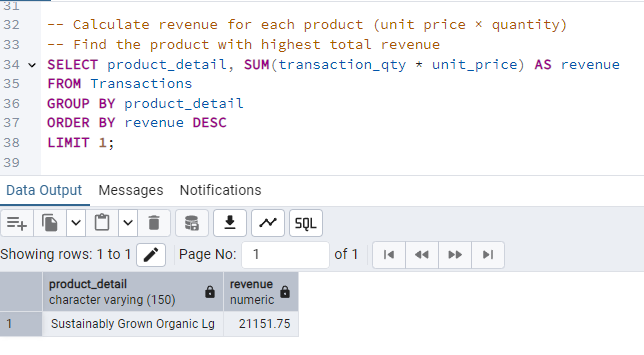 31
32 -- Calculate revenue for each product (unit price × quantity)
33 -- Find the product with highest total revenue
34 SELECT product_detail, SUM(transaction_qty * unit_price) AS revenue
35 FROM Transactions
36 GROUP BY product_detail
37 ORDER BY revenue DESC
38 LIMIT 1;
39
Data Output Messages Notifications
SQL
Showing rows: 1 to 1 Page No: 1 of 1
product_detail revenue
character varying (150) numeric
1 Sustainably Grown Organic Lg 21151.75